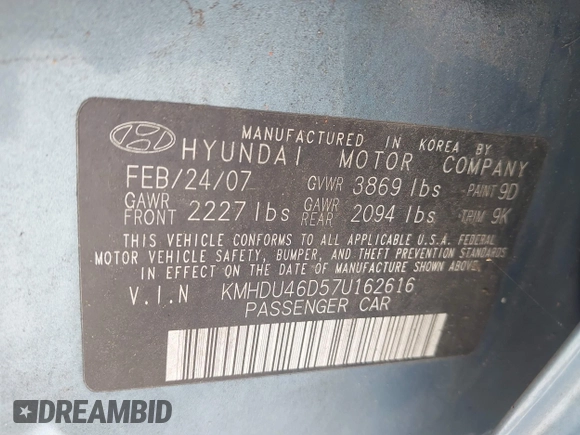 MANUFACTURED IN KOREA BY
HYUNDAI MOTOR COMPANY
FEB/24/07 GVWR 3869 lbs PAINT 9D
GAWR FRONT 2227 lbs GAWR REAR 2094 lbs TRIM 9K
THIS VEHICLE CONFORMS TO ALL APPLICABLE U.S.A. FEDERAL
MOTOR VEHICLE SAFETY, BUMPER, AND THEFT PREVENTION STANDARDS
IN EFFECT ON THE DATE OF MANUFACTURE SHOWN ABOVE.
V.I.N KMHDU46D57U162616
PASSENGER CAR
DREAMBID